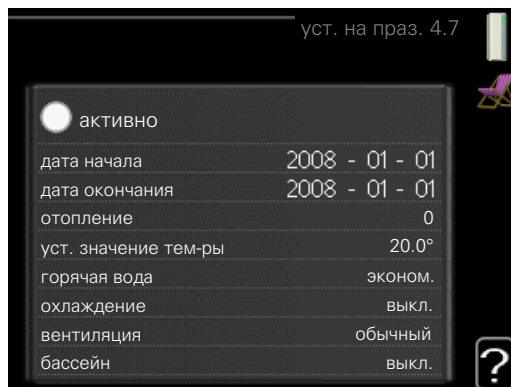 уст. на праз. 4.7
активно
дата начала 2008 - 01 - 01
дата окончания 2008 - 01 - 01
отопление 0
уст. значение тем-ры 20.0°
горячая вода эконом.
охлаждение выкл.
вентиляция обычный
бассейн выкл.
?